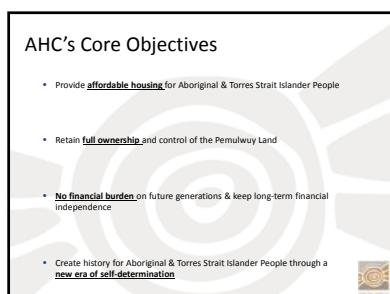 AHC's Core Objectives
• Provide affordable housing for Aboriginal & Torres Strait Islander People
• Retain full ownership and control of the Pemulwuy Land
• No financial burden on future generations & keep long-term financial
independence
• Create history for Aboriginal & Torres Strait Islander People through a
new era of self-determination